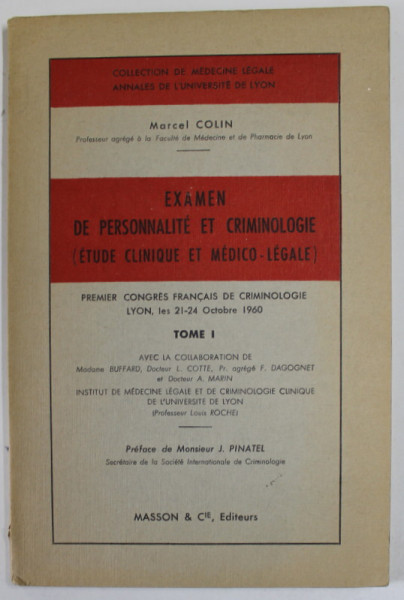 COLLECTION DE MÉDECINE LÉGALE
ANNALES DE L'UNIVERSITÉ DE LYON
Marcel COLIN
Professeur agrégé à la Faculté de Médecine et de Pharmacie de Lyon
EXAMEN
DE PERSONNALITÉ ET CRIMINOLOGIE
(ÉTUDE CLINIQUE ET MÉDICO-LÉGALE)
PREMIER CONGRÈS FRANÇAIS DE CRIMINOLOGIE
LYON, les 21-24 Octobre 1960
TOME I
AVEC LA COLLABORATION DE
Madame BUFFARD, Docteur L. COTTE, Pr. agrégé F. DAGOGNET
et Docteur A. MARIN
INSTITUT DE MÉDECINE LÉGALE ET DE CRIMINOLOGIE CLINIQUE
DE L'UNIVERSITÉ DE LYON
(Professeur Louis ROCHE)
Préface de Monsieur J. PINATEL
Secrétaire de la Société Internationale de Criminologie
MASSON & CIE, Editeurs